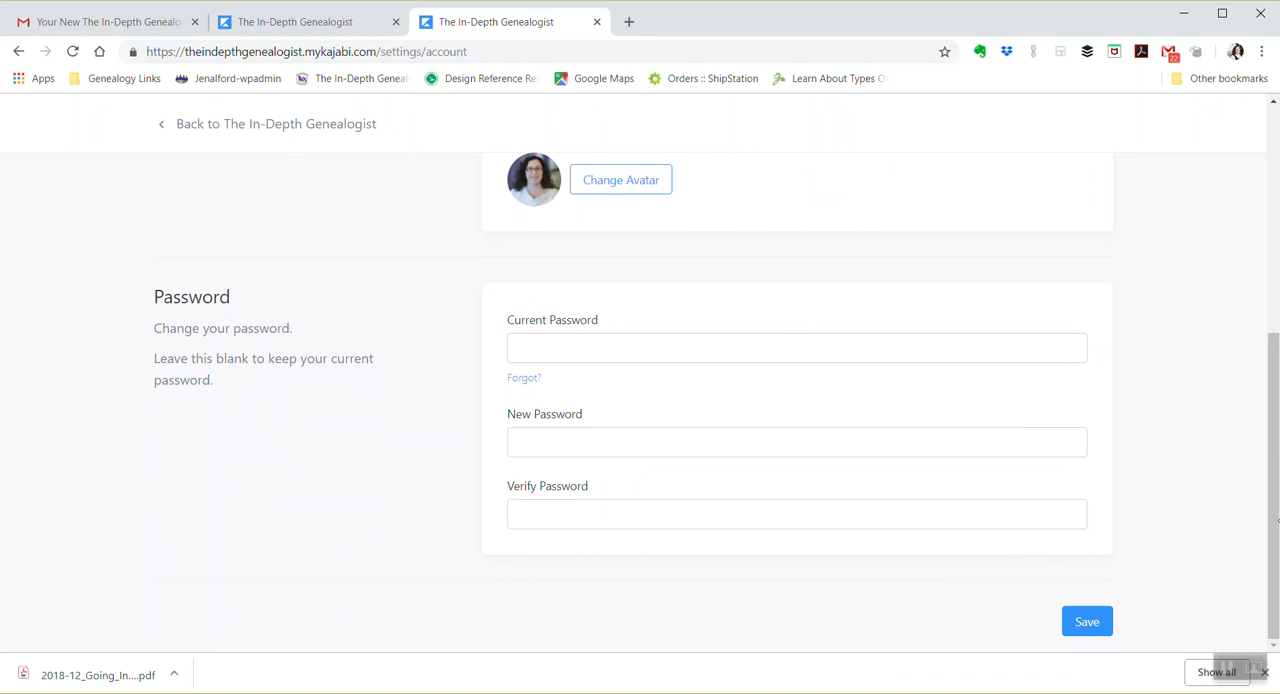 Your New The In-Depth Genealo
The In-Depth Genealogist
The In-Depth Genealogist
https://theindepthgenealogist.mykajabi.com/settings/account
22
Apps
Genealogy Links
Jenalford-wpadmin
The In-Depth Geneal
Design Reference Re
Google Maps
Orders :: ShipStation
Learn About Types O
Other bookmarks
Back to The In-Depth Genealogist
Change Avatar
Password
Change your password.
Leave this blank to keep your current
password.
Current Password
Forgot?
New Password
Verify Password
Save
2018-12_Going_In....pdf
Show all